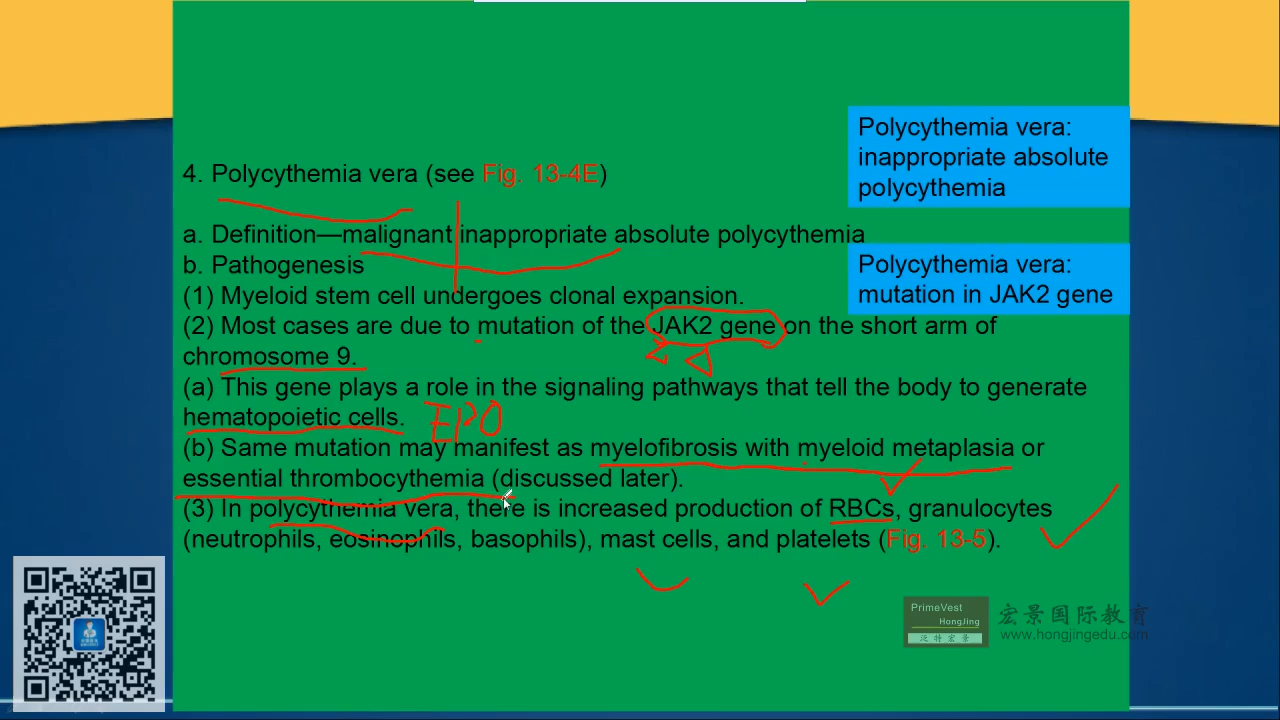 Polycythemia vera:
inappropriate absolute
polycythemia
4. Polycythemia vera (see Fig. 13-4E)
a. Definition—malignant inappropriate absolute polycythemia
b. Pathogenesis
Polycythemia vera:
mutation in JAK2 gene
(1) Myeloid stem cell undergoes clonal expansion.
(2) Most cases are due to mutation of the JAK2 gene on the short arm of
chromosome 9.
(a) This gene plays a role in the signaling pathways that tell the body to generate
hematopoietic cells. EPO
(b) Same mutation may manifest as myelofibrosis with myeloid metaplasia or
essential thrombocythemia (discussed later).
(3) In polycythemia vera, there is increased production of RBCs, granulocytes
(neutrophils, eosinophils, basophils), mast cells, and platelets (Fig. 13-5).
PrimeVest
HongJing
泛特宏景
宏景国际教育
www.hongjingedu.com